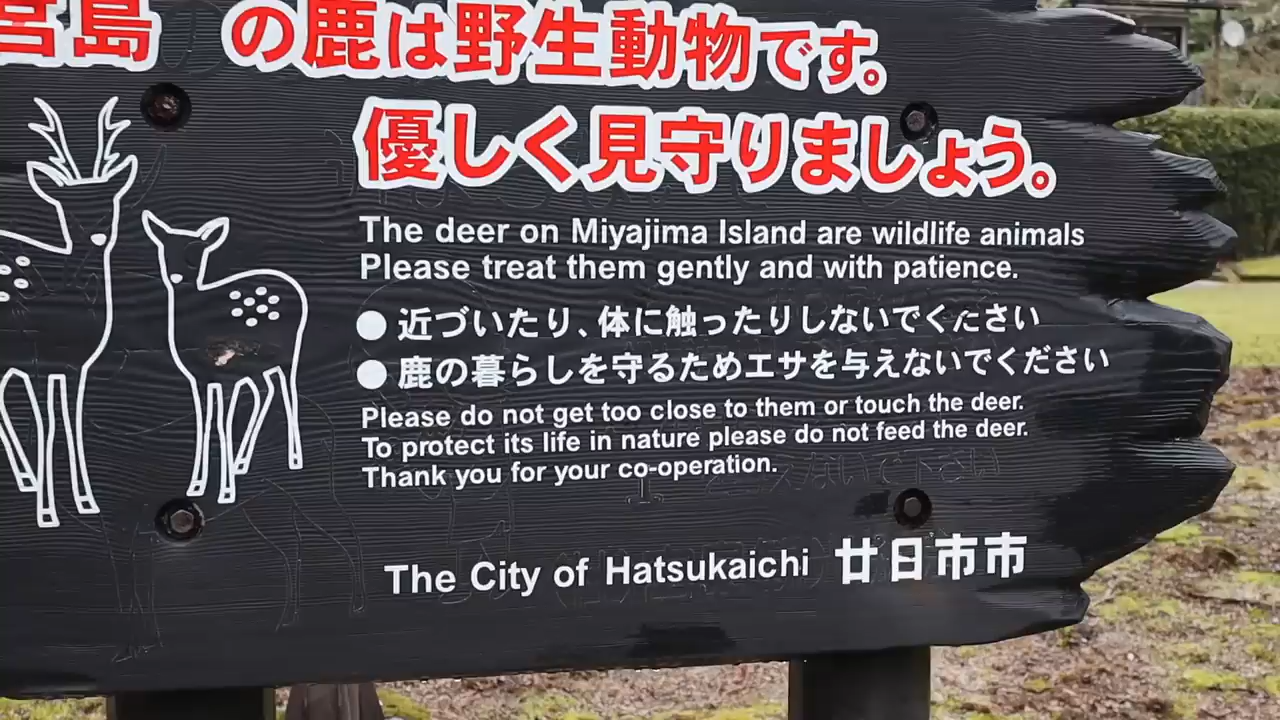 宮島の鹿は野生動物です。
優しく見守りましょう。
The deer on Miyajima Island are wildlife animals
Please treat them gently and with patience.
● 近づいたり、体に触ったりしないでください
● 鹿の暮らしを守るためエサを与えないでください
Please do not get too close to them or touch the deer.
To protect its life in nature please do not feed the deer.
Thank you for your co-operation.
The City of Hatsukaichi 廿日市市